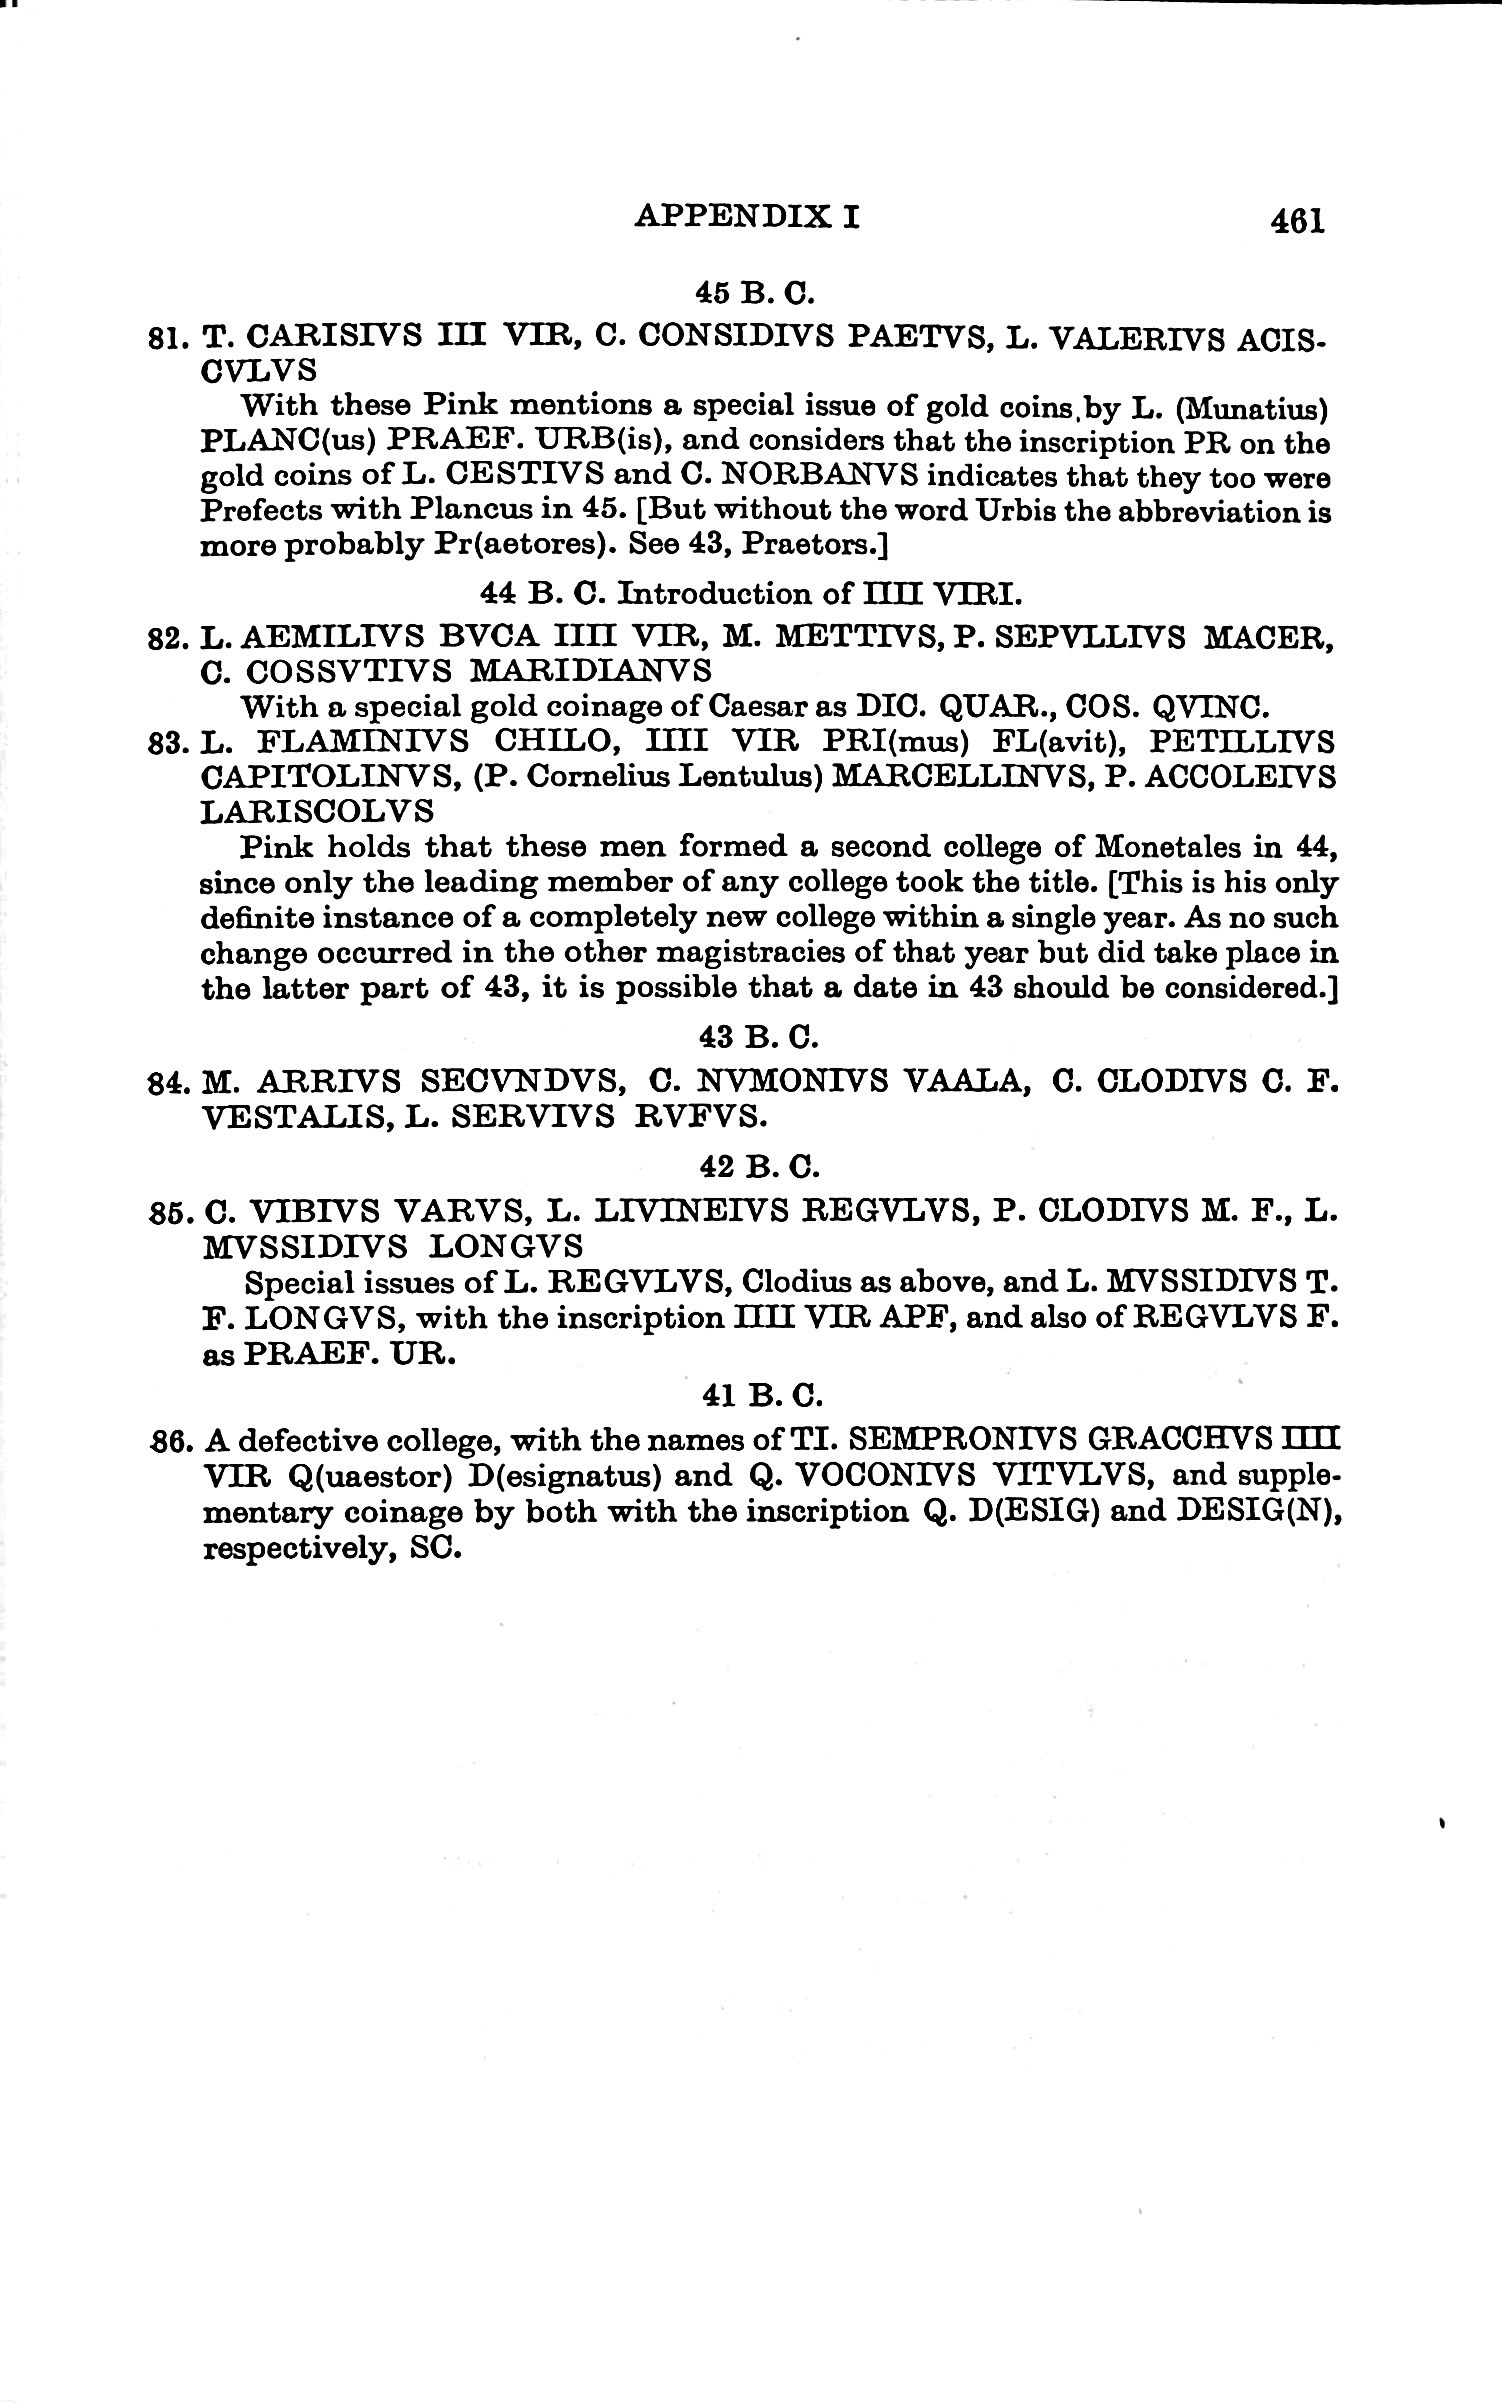 APPENDIX I 461
45 B. C.
81. T. CARISIVS III VIR, C. CONSIDIVS PAETVS, L. VALERIVS ACIS-
CVLVS
With these Pink mentions a special issue of gold coins by L. (Munatius)
PLANC(us) PRAEF. URB(is), and considers that the inscription PR on the
gold coins of L. CESTIVS and C. NORBANVS indicates that they too were
Prefects with Plancus in 45. [But without the word Urbis the abbreviation is
more probably Pr(aetores). See 43, Praetors.]
44 B. C. Introduction of IIII VIRI.
82. L. AEMILIVS BVCA IIII VIR, M. METTIVS, P. SEPVLLIVS MACER,
C. COSSVTIVS MARIDIANVS
With a special gold coinage of Caesar as DIC. QUAR., COS. QVINC.
83. L. FLAMINIVS CHILO, IIII VIR PRI(mus) FL(avit), PETILLIVS
CAPITOLINVS, (P. Cornelius Lentulus) MARCELLINVS, P. ACCOLEIVS
LARISCOLVS
Pink holds that these men formed a second college of Monetales in 44,
since only the leading member of any college took the title. [This is his only
definite instance of a completely new college within a single year. As no such
change occurred in the other magistracies of that year but did take place in
the latter part of 43, it is possible that a date in 43 should be considered.]
43 B. C.
84. M. ARRIVS SECVNDVS, C. NVMONIVS VAALA, C. CLODIVS C. F.
VESTALIS, L. SERVIVS RVFVS.
42 B. C.
85. C. VIBIVS VARVS, L. LIVINEIVS REGVLVS, P. CLODIVS M. F., L.
MVSSIDIVS LONGVS
Special issues of L. REGVLVS, Clodius as above, and L. MVSSIDIVS T.
F. LONGVS, with the inscription IIII VIR APF, and also of REGVLVS F.
as PRAEF. UR.
41 B. C.
86. A defective college, with the names of TI. SEMPRONIVS GRACCHVS IIII
VIR Q(uaestor) D(esignatus) and Q. VOCONIVS VITVLVS, and supple-
mentary coinage by both with the inscription Q. D(ESIG) and DESIG(N),
respectively, SC.